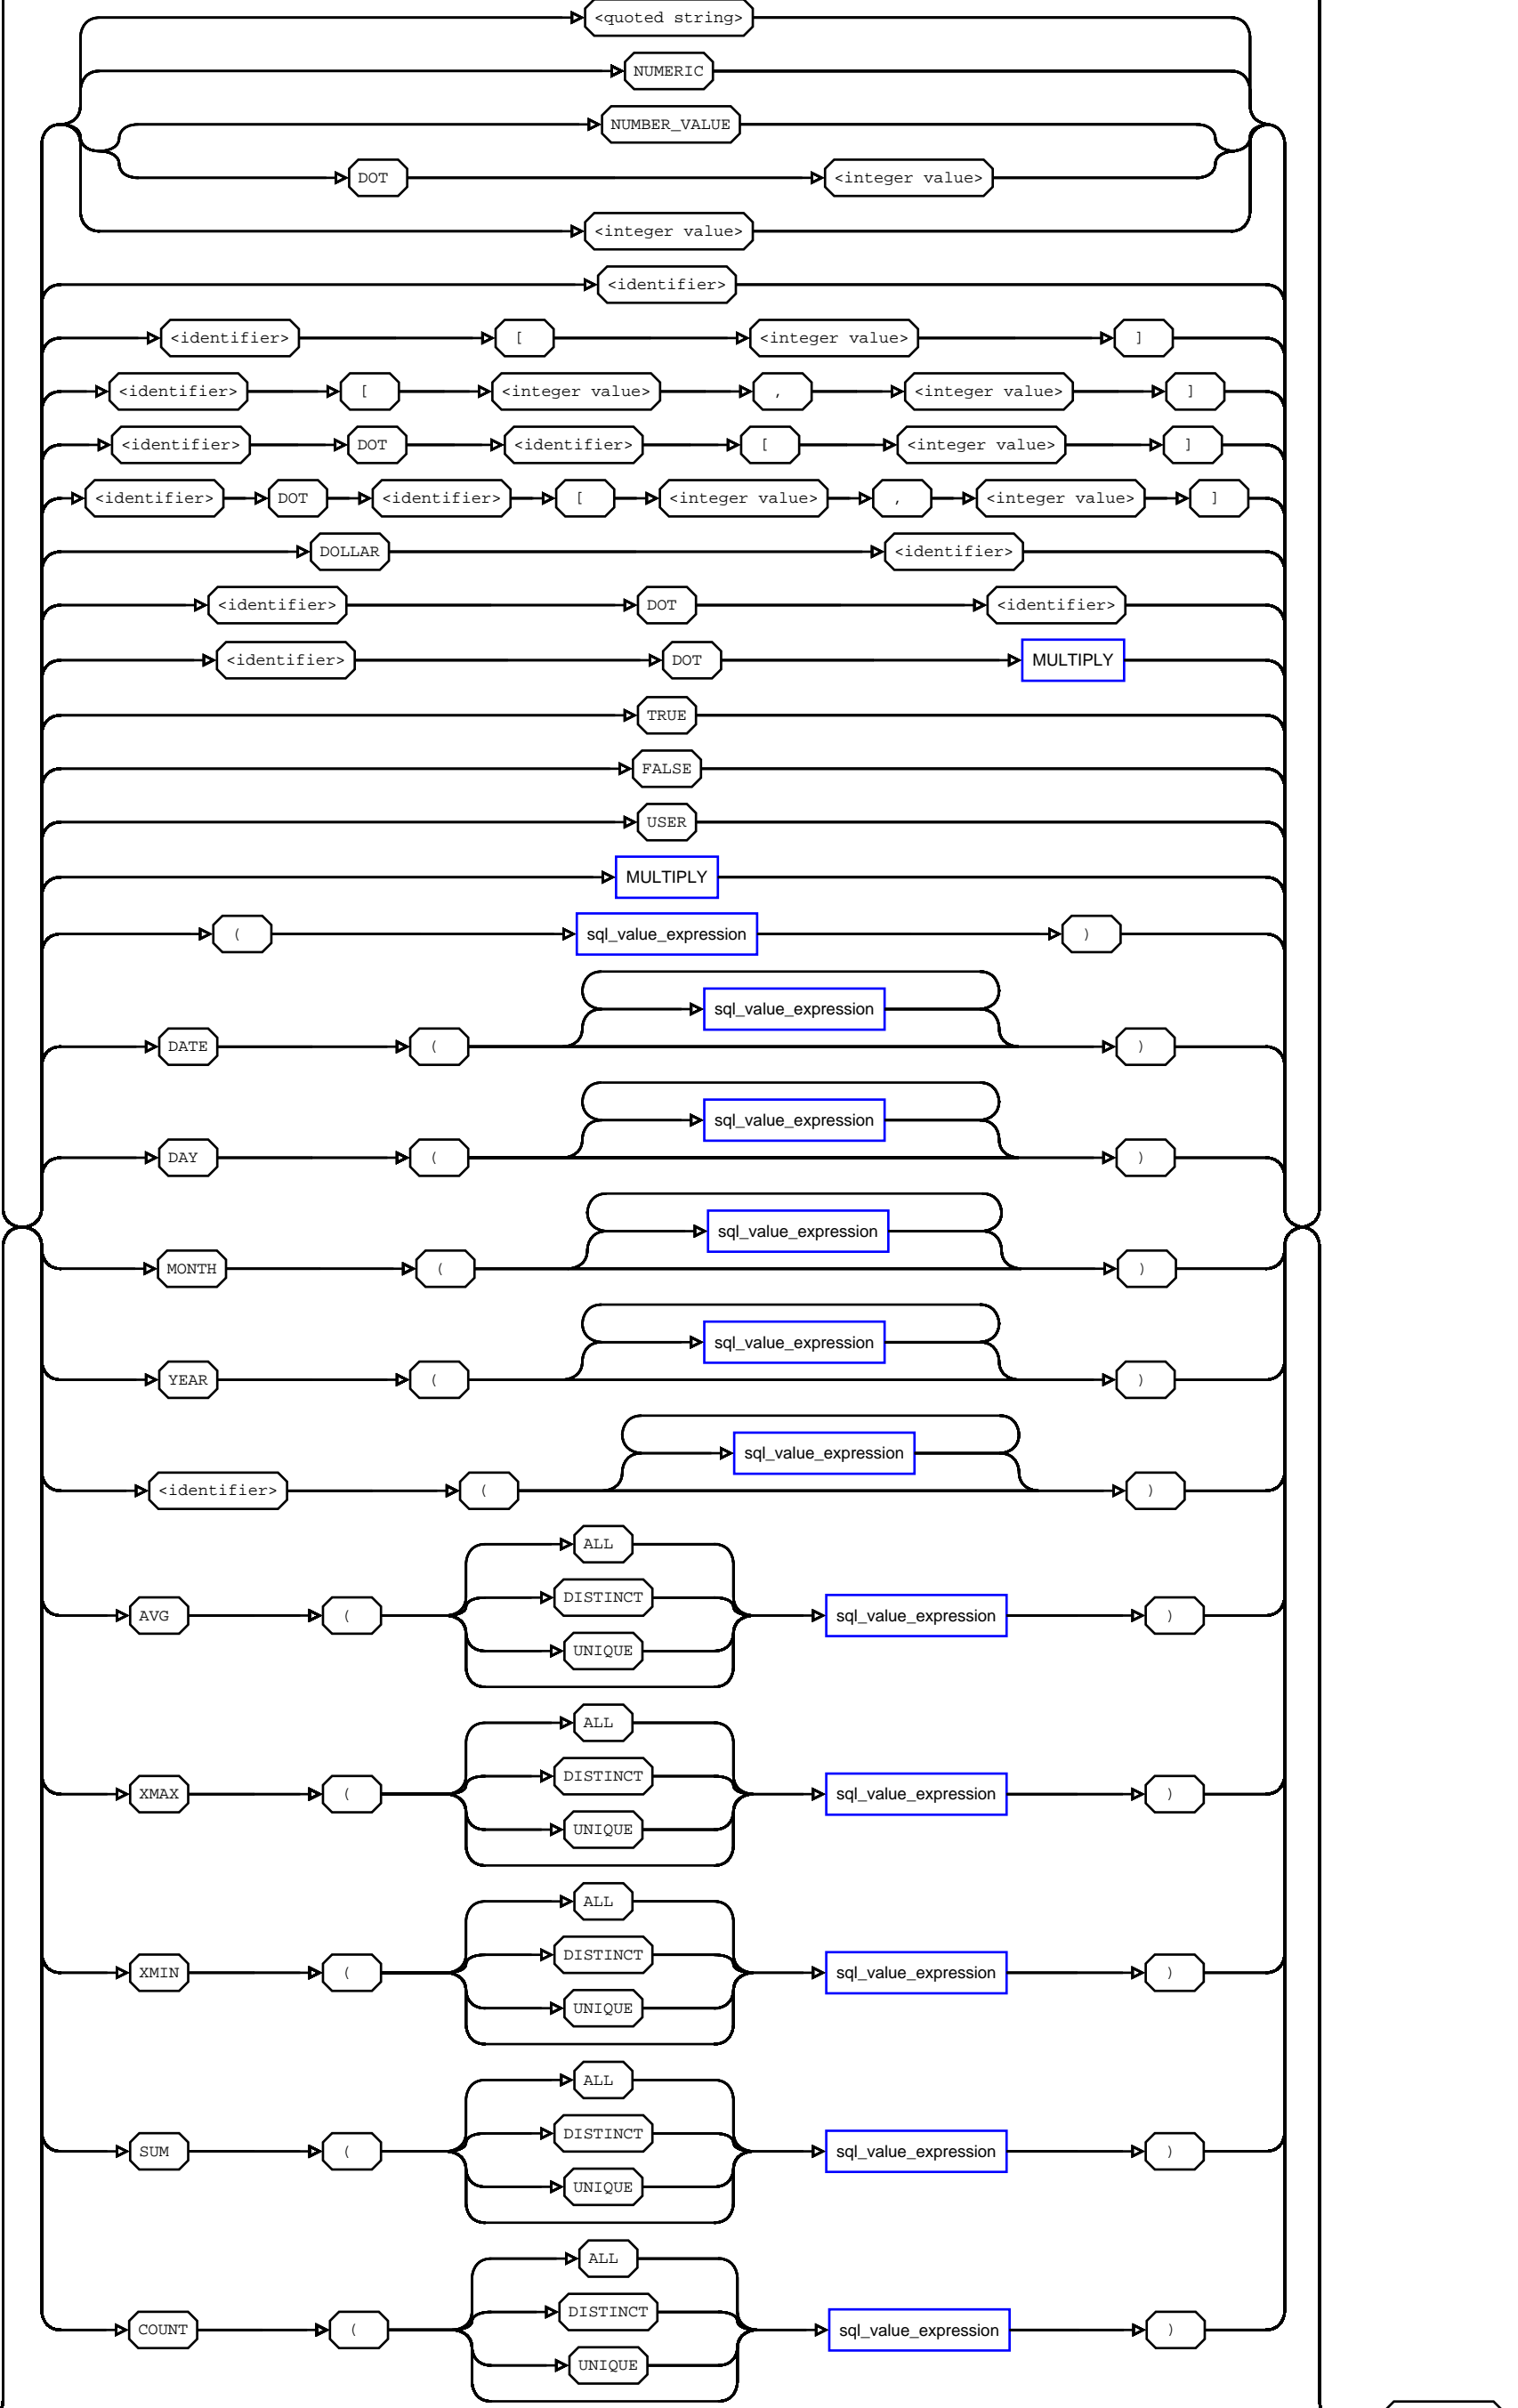 <quoted string>
NUMERIC
NUMBER_VALUE
DOT <integer value>
<integer value>
<identifier>
<identifier> [ <integer value> ]
<identifier> [ <integer value> , <integer value> ]
<identifier> DOT <identifier> [ <integer value> ]
<identifier> DOT <identifier> [ <integer value> , <integer value> ]
DOLLAR <identifier>
<identifier> DOT <identifier>
<identifier> DOT MULTIPLY
TRUE
FALSE
USER
MULTIPLY
( sql_value_expression )
sql_value_expression
DATE ( )
sql_value_expression
DAY ( )
sql_value_expression
MONTH ( )
sql_value_expression
YEAR ( )
sql_value_expression
<identifier> ( )
ALL
DISTINCT
AVG ( sql_value_expression )
UNIQUE
ALL
DISTINCT
XMAX ( sql_value_expression )
UNIQUE
ALL
DISTINCT
XMIN ( sql_value_expression )
UNIQUE
ALL
DISTINCT
SUM ( sql_value_expression )
UNIQUE
ALL
DISTINCT
COUNT ( sql_value_expression )
UNIQUE